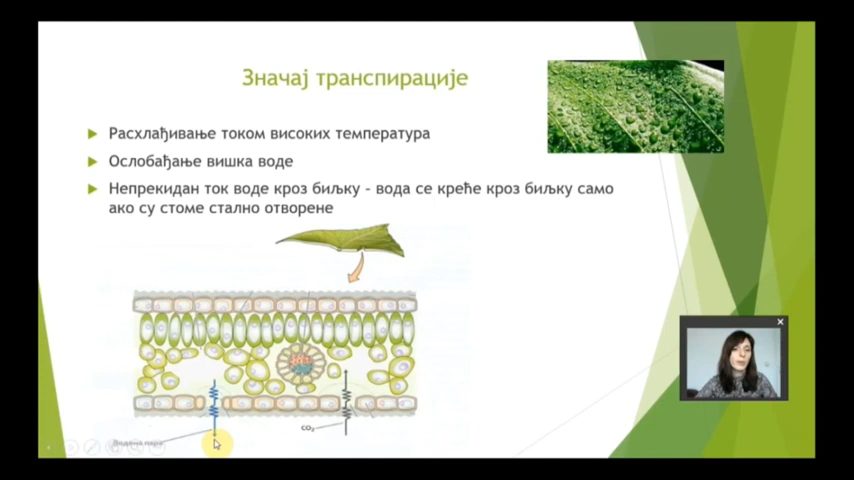 Значај транспирације
Расхлађивање током високих температура
Ослобађање вишка воде
Непрекидан ток воде кроз биљку – вода се креће кроз биљку само
ако су стоме стално отворене
Водена пара
CO₂